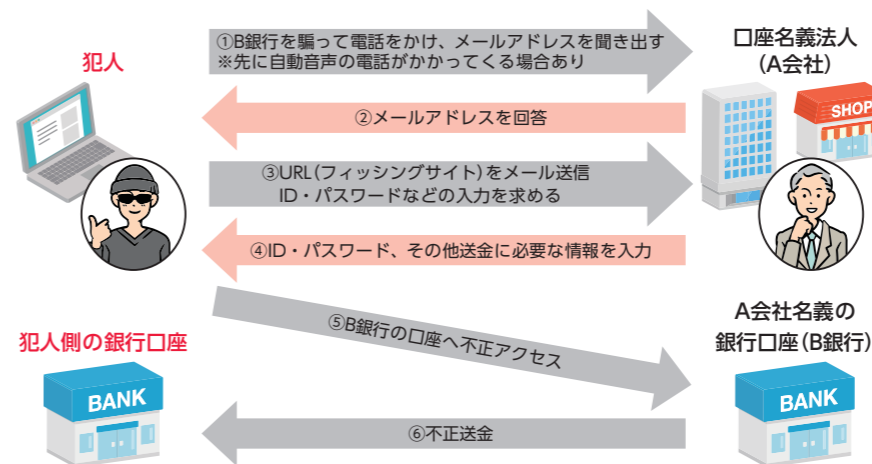 ①B銀行を騙って電話をかけ、メールアドレスを聞き出す
※先に自動音声の電話がかかってくる場合あり
犯人
口座名義法人
(A会社)
SHOP
②メールアドレスを回答
③URL(フィッシングサイト)をメール送信
ID・パスワードなどの入力を求める
④ID・パスワード、その他送金に必要な情報を入力
⑤B銀行の口座へ不正アクセス
犯人側の銀行口座
A会社名義の
銀行口座(B銀行)
BANK
BANK
⑥不正送金